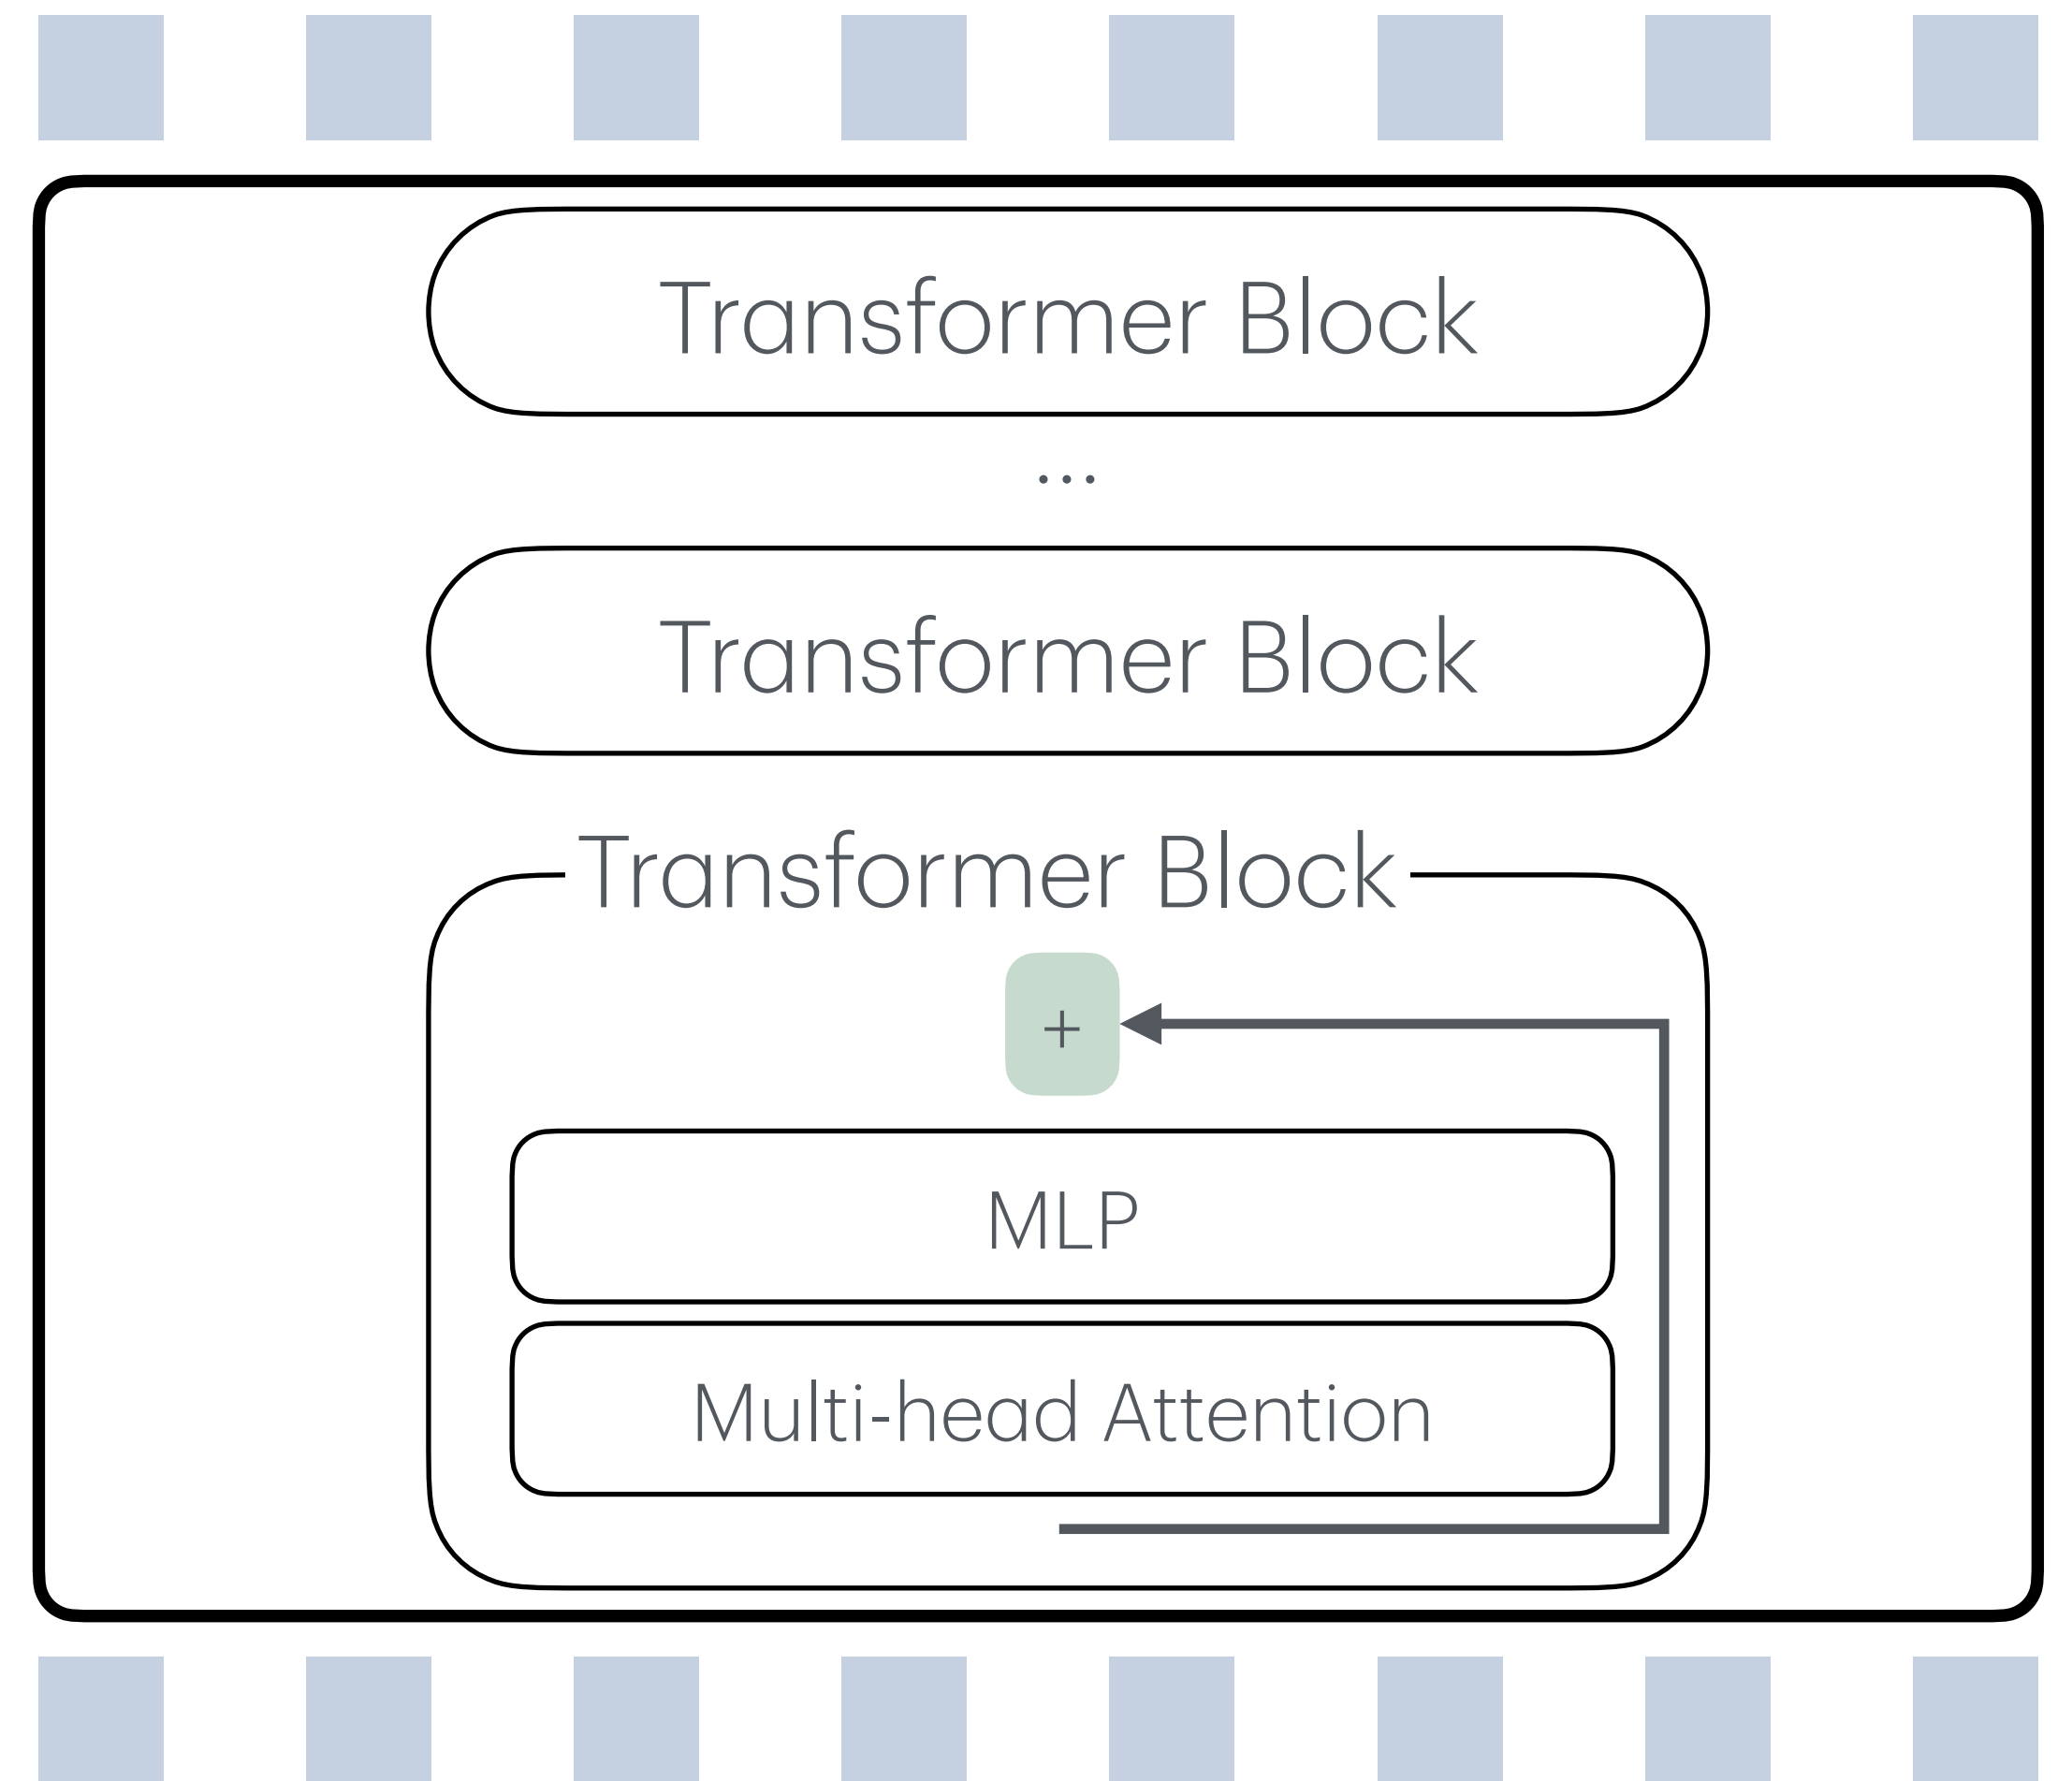 Transformer Block
...
Transformer Block
Transformer Block
+
MLP
Multi-head Attention